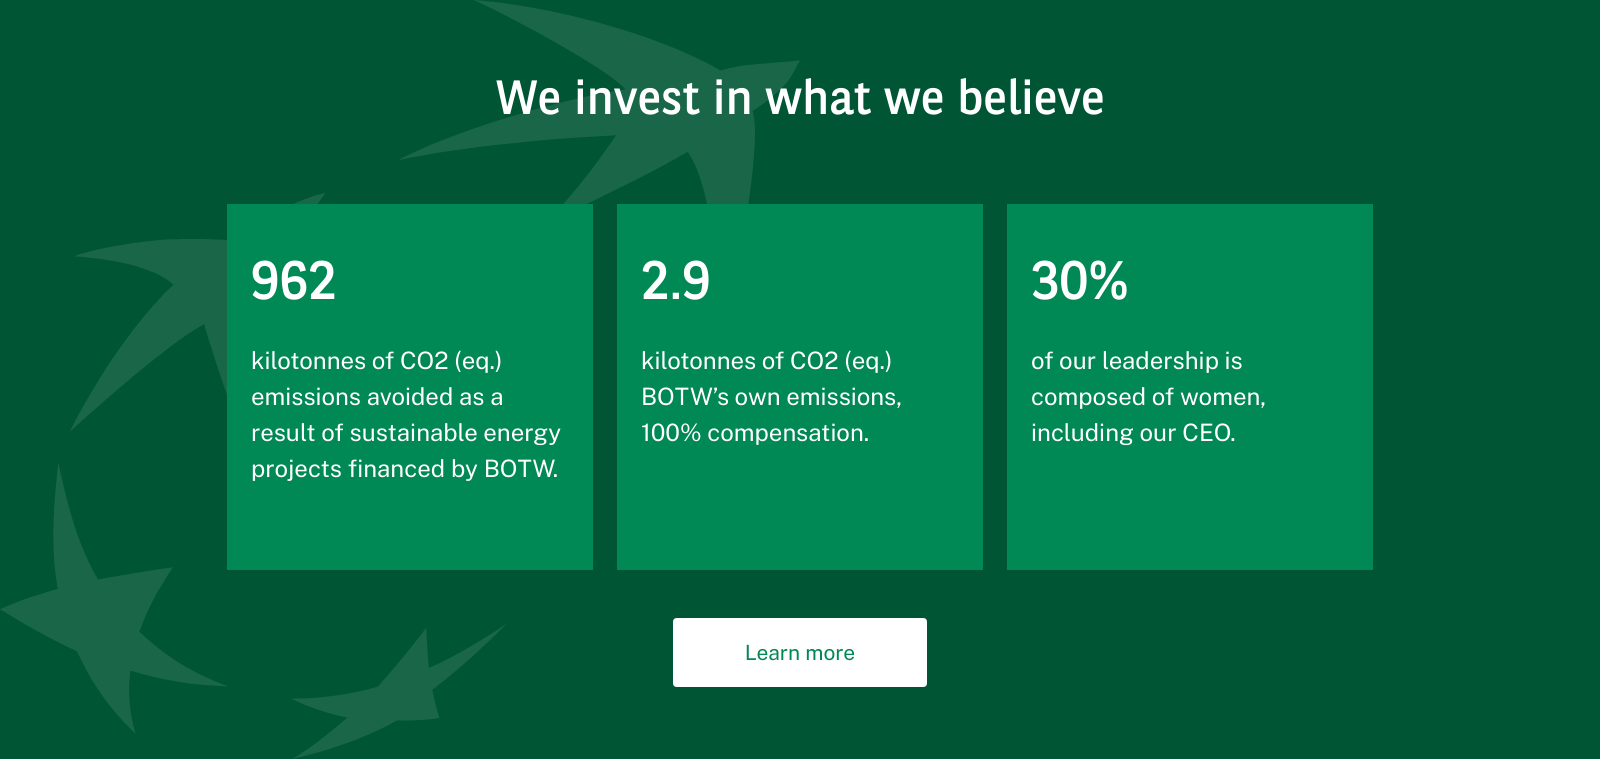 We invest in what we believe
962
kilotonnes of CO2 (eq.)
emissions avoided as a
result of sustainable energy
projects financed by BOTW.
2.9
kilotonnes of CO2 (eq.)
BOTW’s own emissions,
100% compensation.
30%
of our leadership is
composed of women,
including our CEO.
Learn more